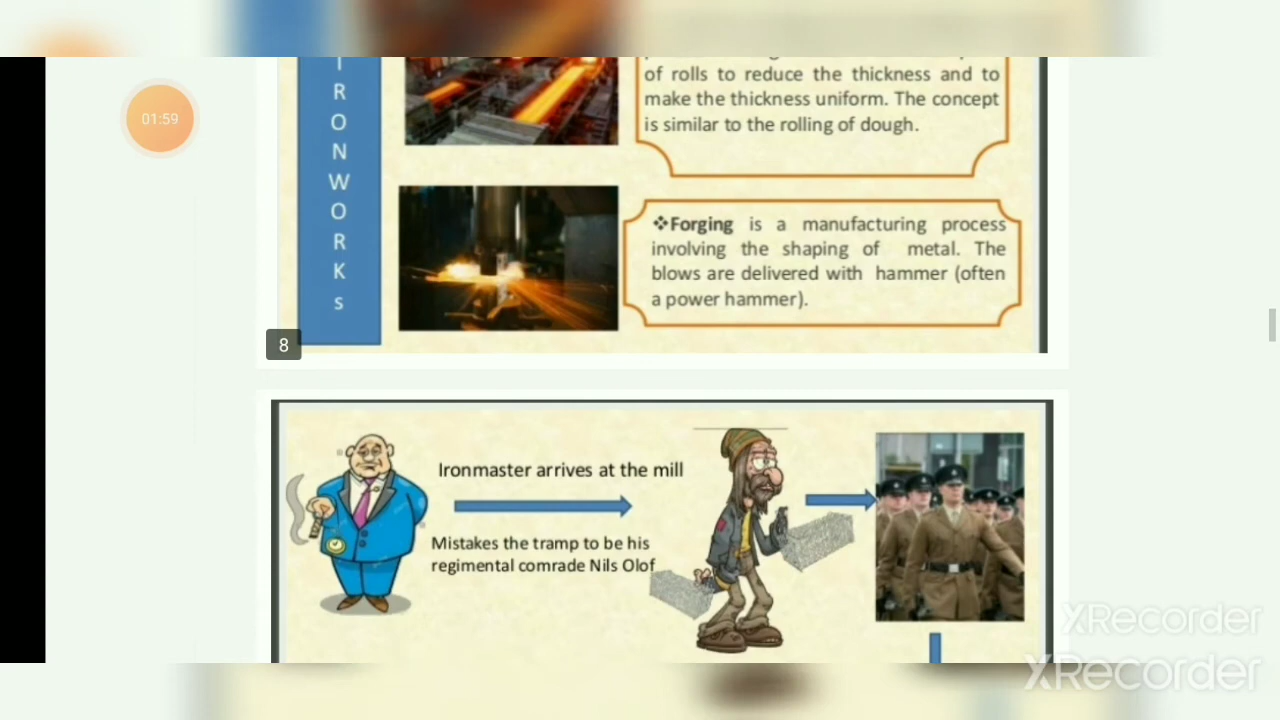 01:59
I
R
O
N
W
O
R
K
s
of rolls to reduce the thickness and to
make the thickness uniform. The concept
is similar to the rolling of dough.
❖Forging is a manufacturing process
involving the shaping of metal. The
blows are delivered with hammer (often
a power hammer).
8
Ironmaster arrives at the mill
Mistakes the tramp to be his
regimental comrade Nils Olof
XRecorder
XRecorder